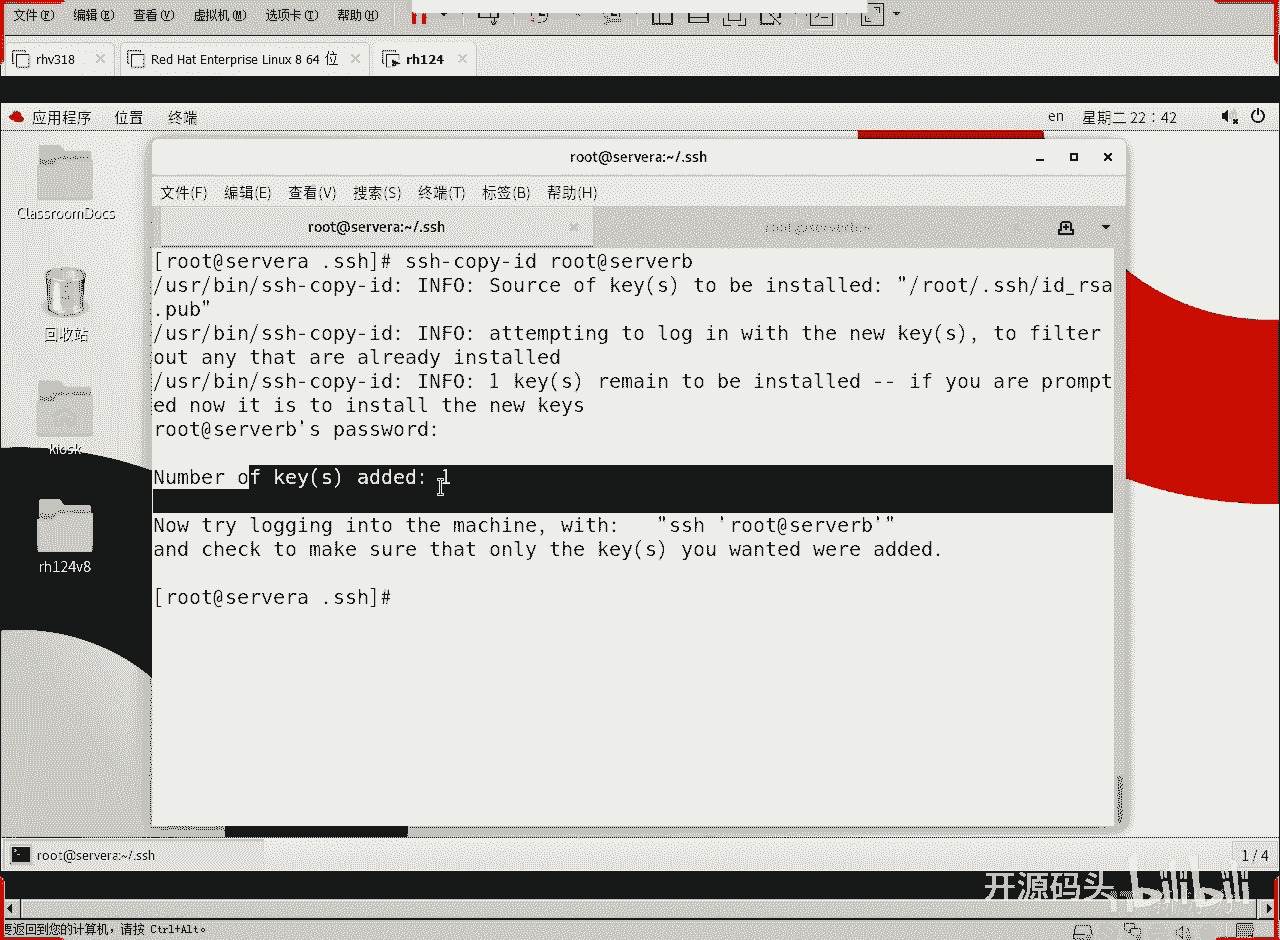 文件(F) 编辑(E) 查看(V) 虚拟机(M) 选项卡(T) 帮助(H)
rhv318 Red Hat Enterprise Linux 8 64 位 rh124
应用程序 位置 终端 en 星期二 22：42
ClassroomDocs
回收站
kiosk
rh124v8
root@servera:~/.ssh
文件(F) 编辑(E) 查看(V) 搜索(S) 终端(T) 标签(B) 帮助(H)
root@servera:~/.ssh root@serverb:~
[root@servera .ssh]# ssh-copy-id root@serverb
/usr/bin/ssh-copy-id: INFO: Source of key(s) to be installed: "/root/.ssh/id_rsa
.pub"
/usr/bin/ssh-copy-id: INFO: attempting to log in with the new key(s), to filter
out any that are already installed
/usr/bin/ssh-copy-id: INFO: 1 key(s) remain to be installed -- if you are prompt
ed now it is to install the new keys
root@serverb's password:
Number of key(s) added: 1
Now try logging into the machine, with:   "ssh 'root@serverb'"
and check to make sure that only the key(s) you wanted were added.
[root@servera .ssh]#
root@servera:~/.ssh 1 / 4
开源码头 bilibili
要返回到您的计算机，请按 Ctrl+Alt。